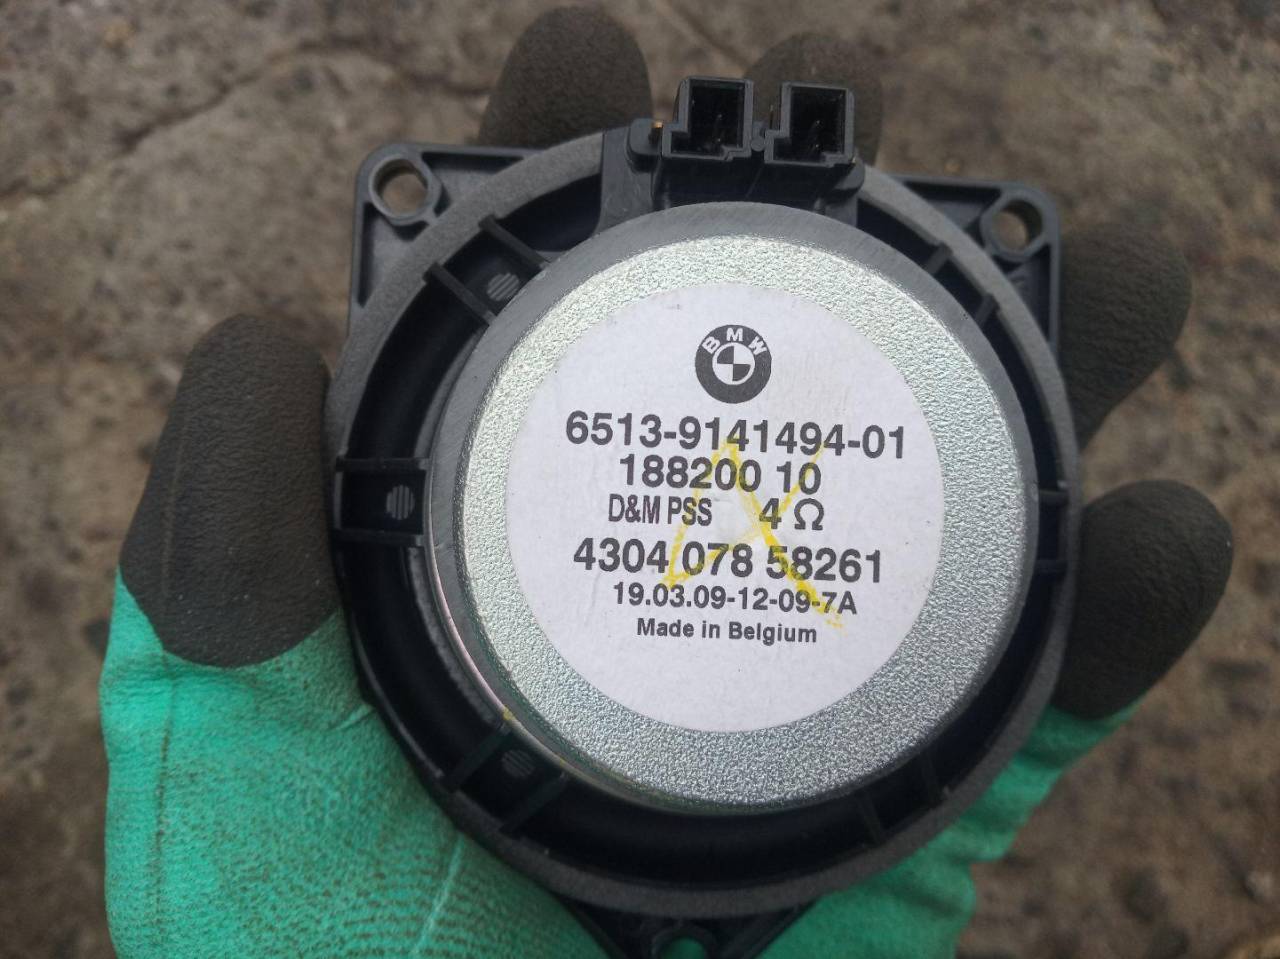 BMW
6513-9141494-01
188200 10
D&M PSS 4 Ω
4304 078 58261
19.03.09-12-09-7A
Made in Belgium